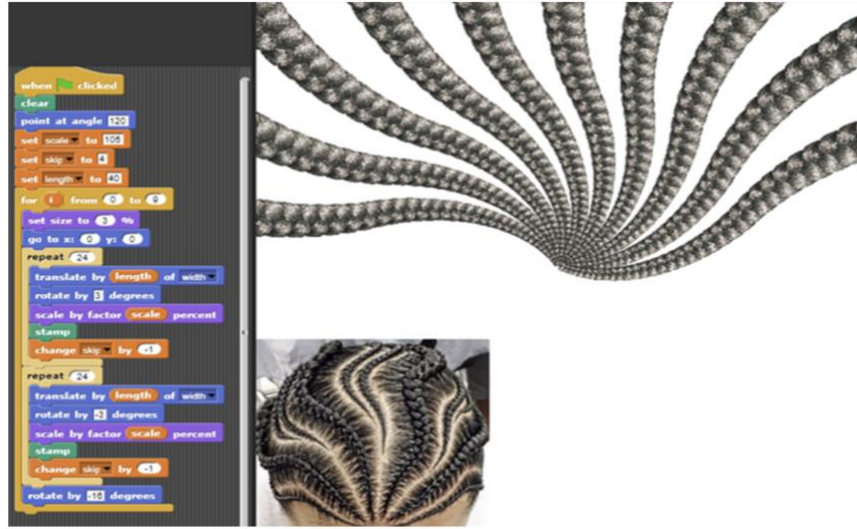 when clicked
clear
point at angle 120
set scale to 105
set skip to 4
set length to 40
for i from 0 to 9
set size to 3 %
go to x: 0 y: 0
repeat 24
translate by length of width
rotate by 3 degrees
scale by factor scale percent
stamp
change skip by -1
repeat 24
translate by length of width
rotate by -3 degrees
scale by factor scale percent
stamp
change skip by -1
rotate by -16 degrees